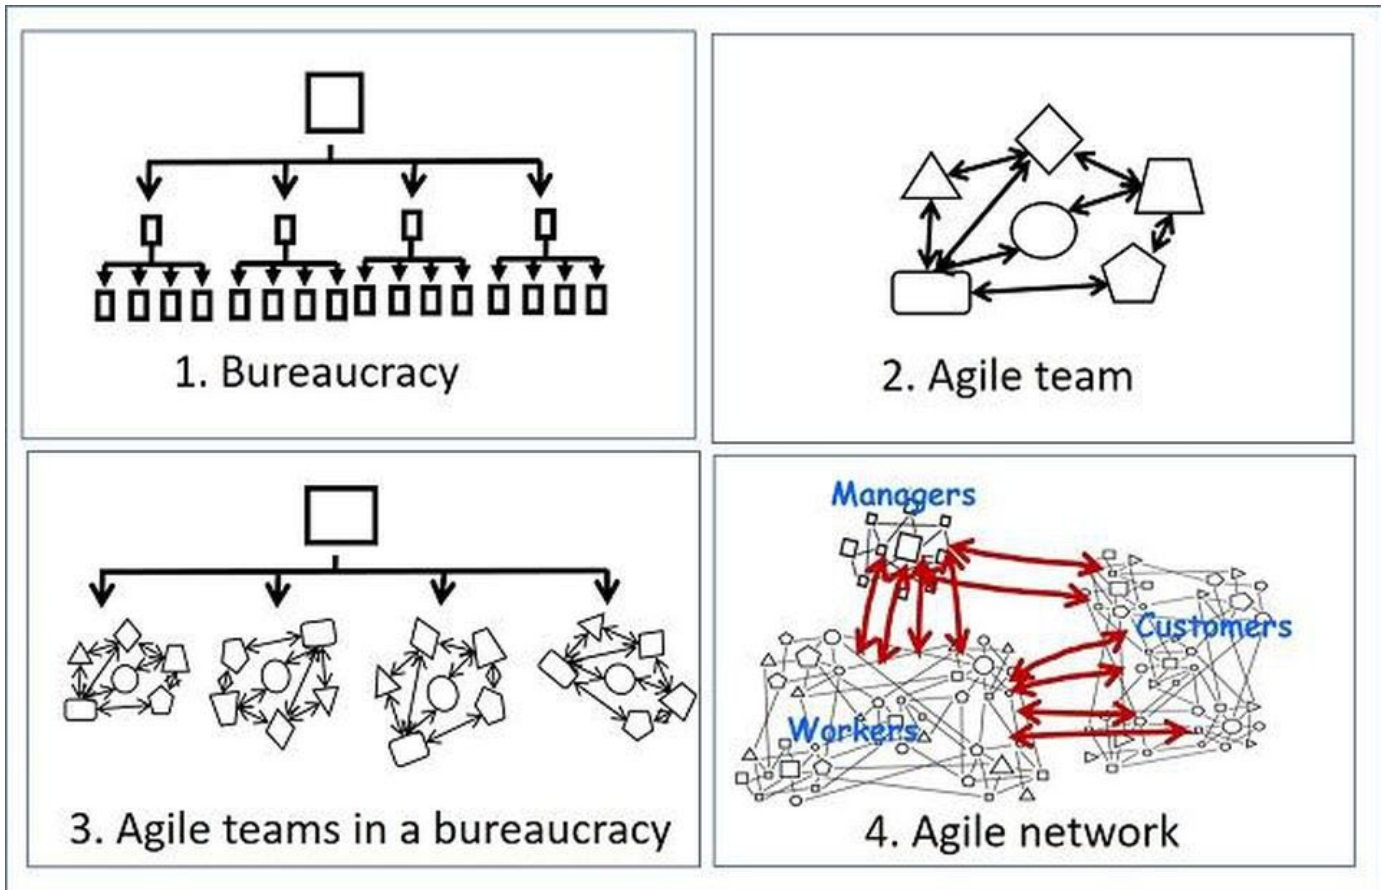 1. Bureaucracy
2. Agile team
3. Agile teams in a bureaucracy
Managers
Customers
Workers
4. Agile network